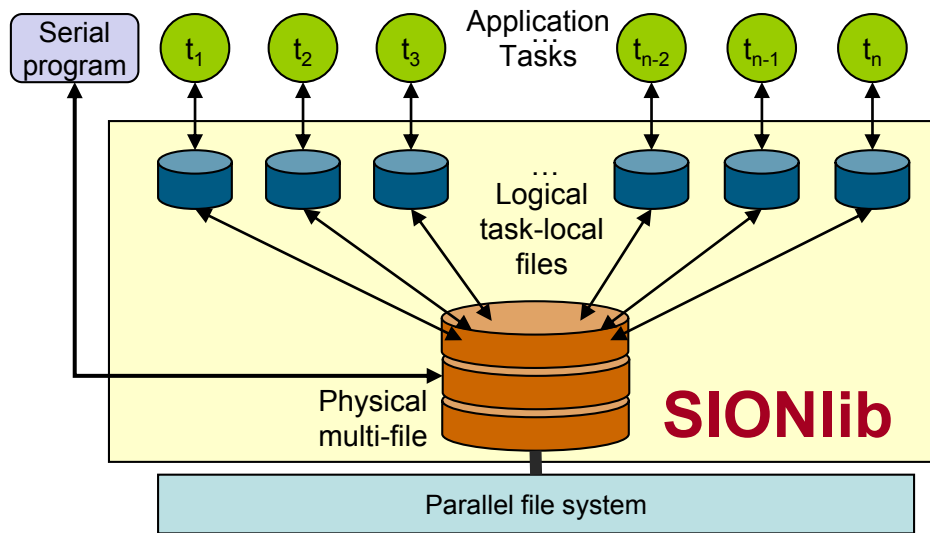 Serial
program
t1
t2
t3
…
Application
Tasks
tn-2
tn-1
tn
…
Logical
task-local
files
Physical
multi-file
SIONlib
Parallel file system